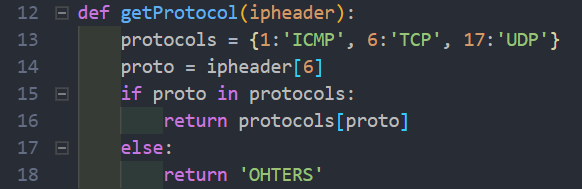 12 def getProtocol(ipheader):
13     protocols = {1:'ICMP', 6:'TCP', 17:'UDP'}
14     proto = ipheader[6]
15     if proto in protocols:
16         return protocols[proto]
17     else:
18         return 'OHTERS'